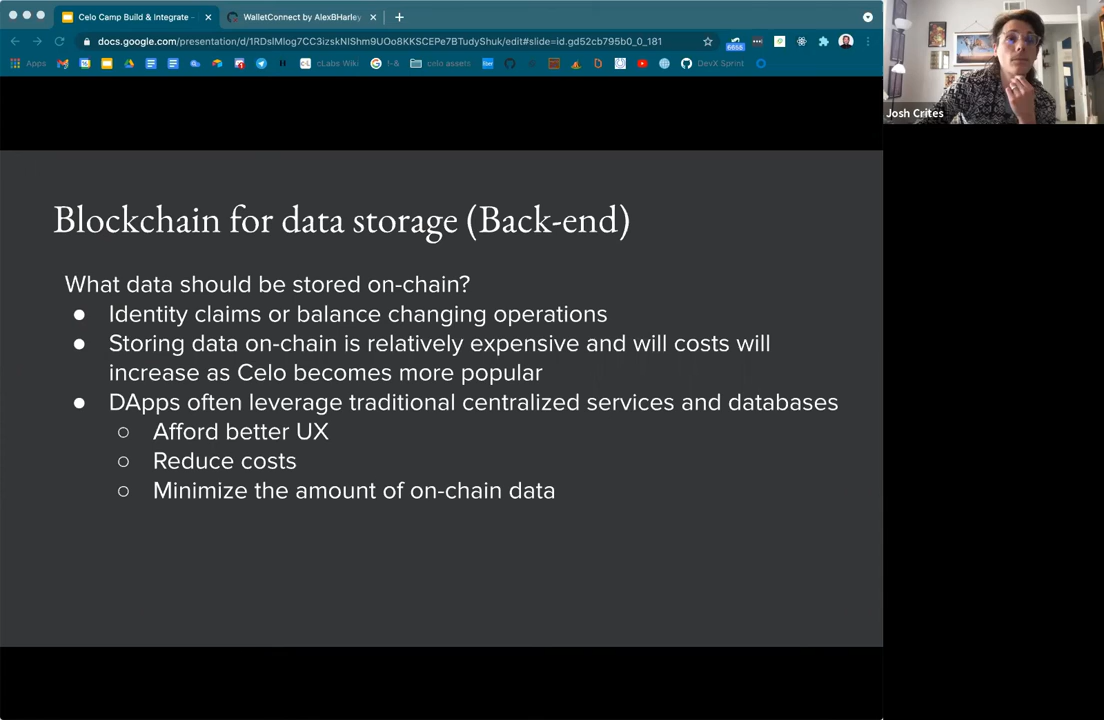 Celo Camp Build & Integrate -
WalletConnect by AlexBHarley
docs.google.com/presentation/d/1RDsIMlog7CC3izskNIShm9UOo8KKSCEPe7BTudyShuk/edit#slide=id.gd52cb795b0_0_181
6656
Apps
cLabs Wiki
!-&
celo assets
DevX Sprint
Josh Crites
Blockchain for data storage (Back-end)
What data should be stored on-chain?
● Identity claims or balance changing operations
● Storing data on-chain is relatively expensive and will costs will
increase as Celo becomes more popular
● DApps often leverage traditional centralized services and databases
○ Afford better UX
○ Reduce costs
○ Minimize the amount of on-chain data